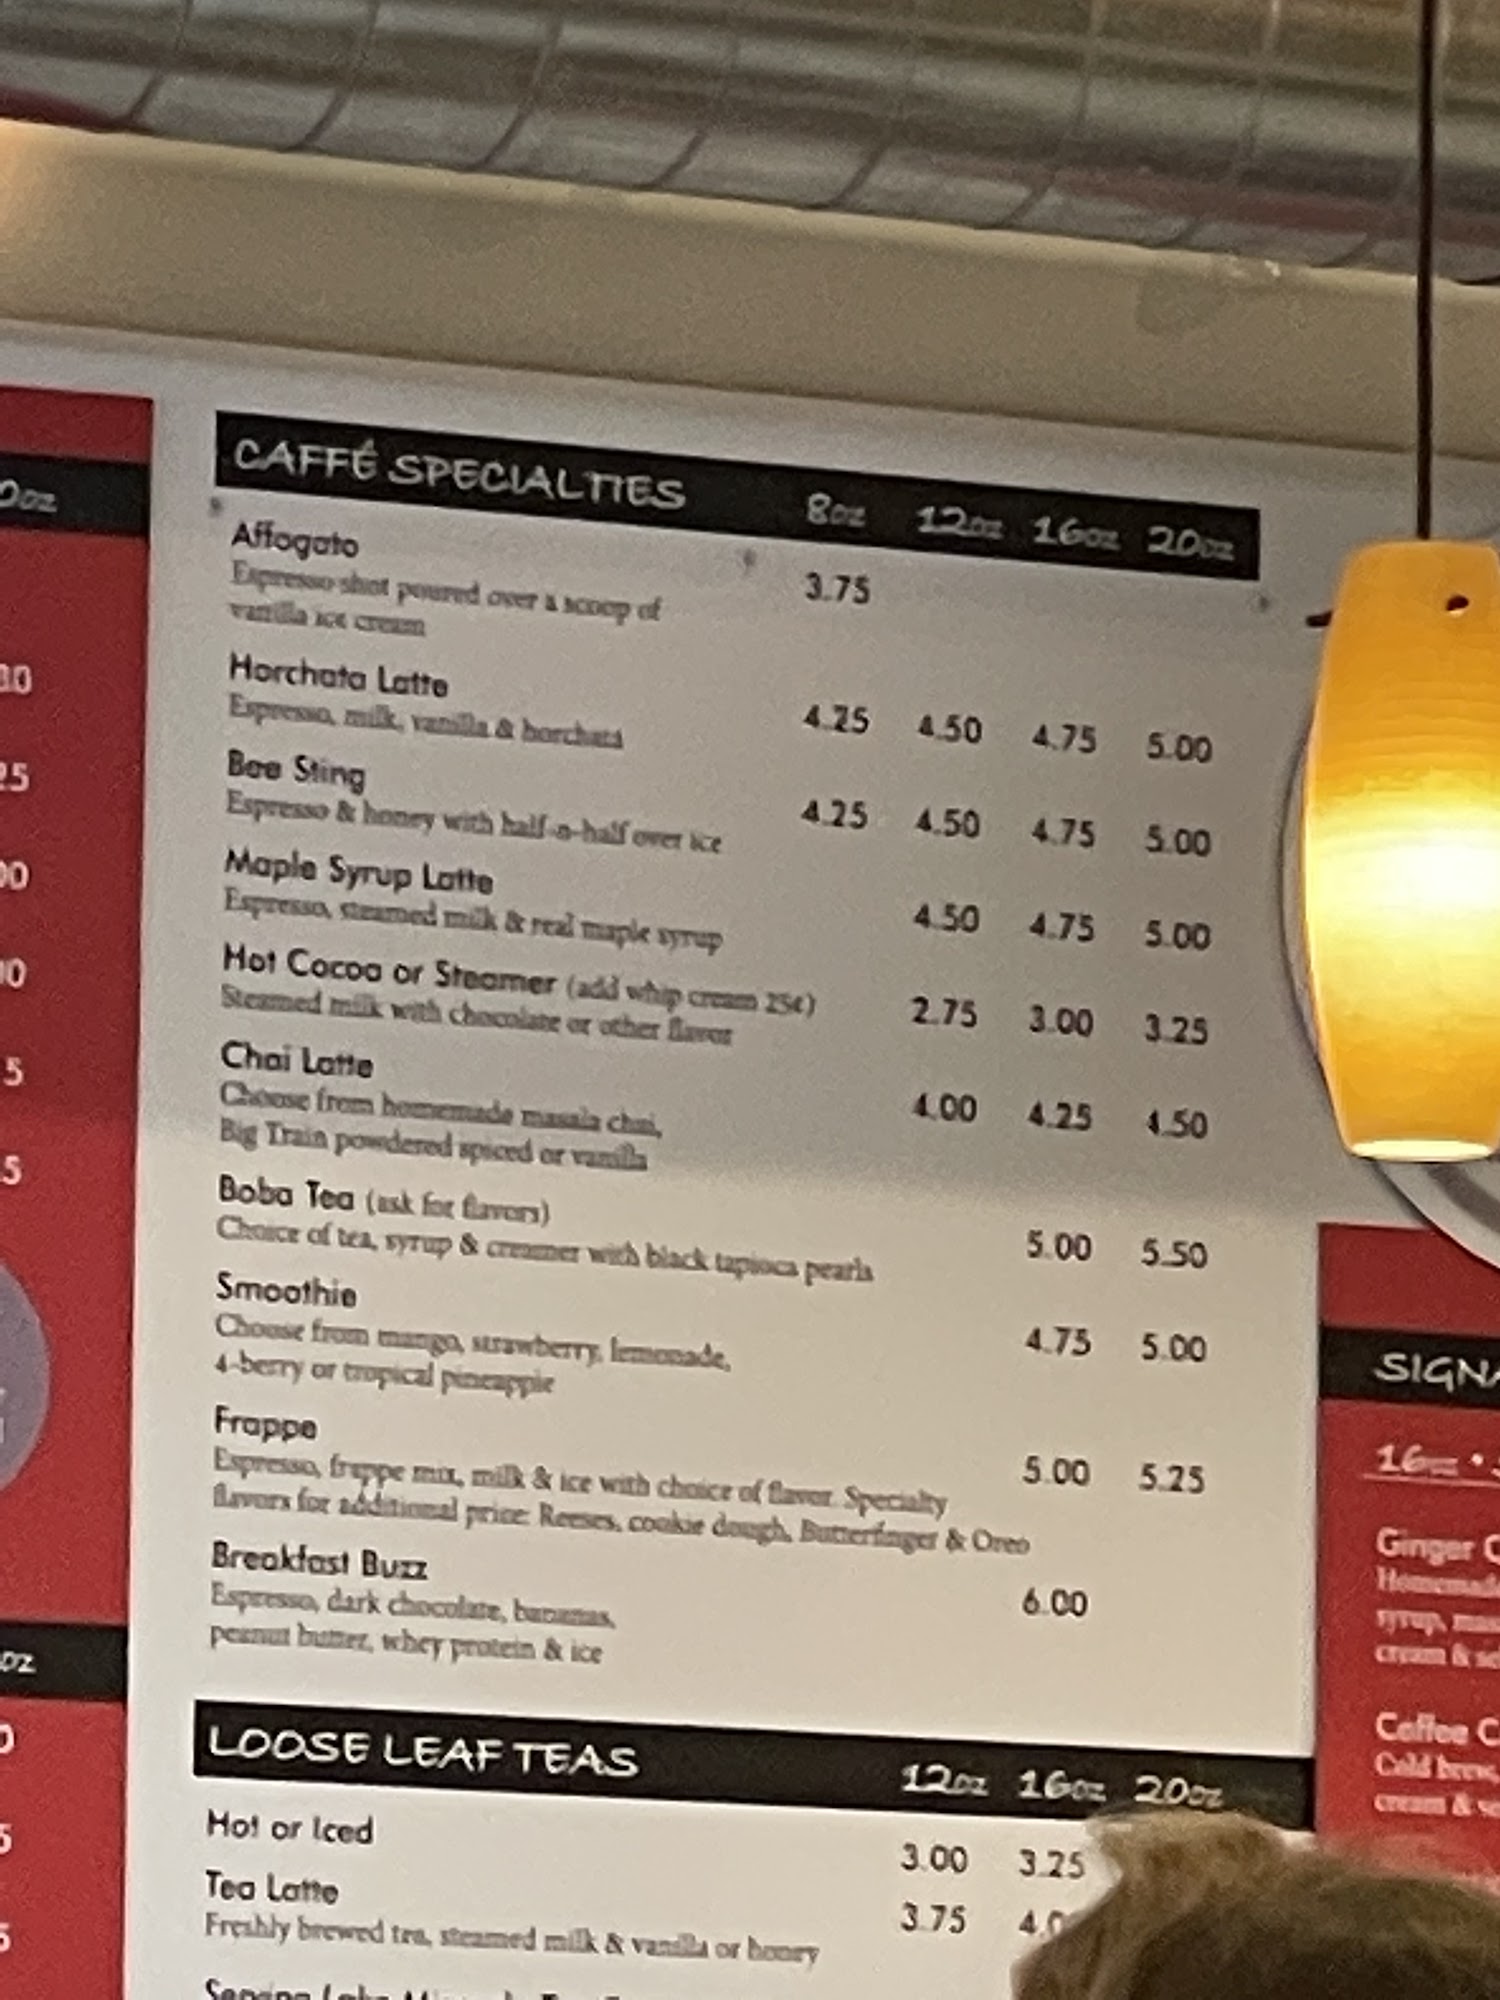 CAFFÉ SPECIALTIES 8oz 12oz 16oz 20oz
Affogato 3.75
Espresso shot poured over a scoop of
vanilla ice cream
Horchata Latte 4.25 4.50 4.75 5.00
Espresso, milk, vanilla & horchata
Bee Sting 4.25 4.50 4.75 5.00
Espresso & honey with half-n-half over ice
Maple Syrup Latte 4.50 4.75 5.00
Espresso, steamed milk & real maple syrup
Hot Cocoa or Steamer (add whip cream 25¢) 2.75 3.00 3.25
Steamed milk with chocolate or other flavor
Chai Latte 4.00 4.25 4.50
Choose from homemade masala chai,
Big Train powdered spiced or vanilla
Boba Tea (ask for flavors) 5.00 5.50
Choice of tea, syrup & creamer with black tapioca pearls
Smoothie 4.75 5.00
Choose from mango, strawberry, lemonade,
4-berry or tropical pineapple
Frappe 5.00 5.25
Espresso, frappe mix, milk & ice with choice of flavor. Specialty
flavors for additional price: Reeses, cookie dough, Butterfinger & Oreo
Breakfast Buzz 6.00
Espresso, dark chocolate, bananas,
peanut butter, whey protein & ice
LOOSE LEAF TEAS 12oz 16oz 20oz
Hot or Iced 3.00 3.25
Tea Latte 3.75
Freshly brewed tea, steamed milk & vanilla or honey
16oz
Ginger
Homemade
syrup,
cream &
Coffee
Cold brew,
cream &